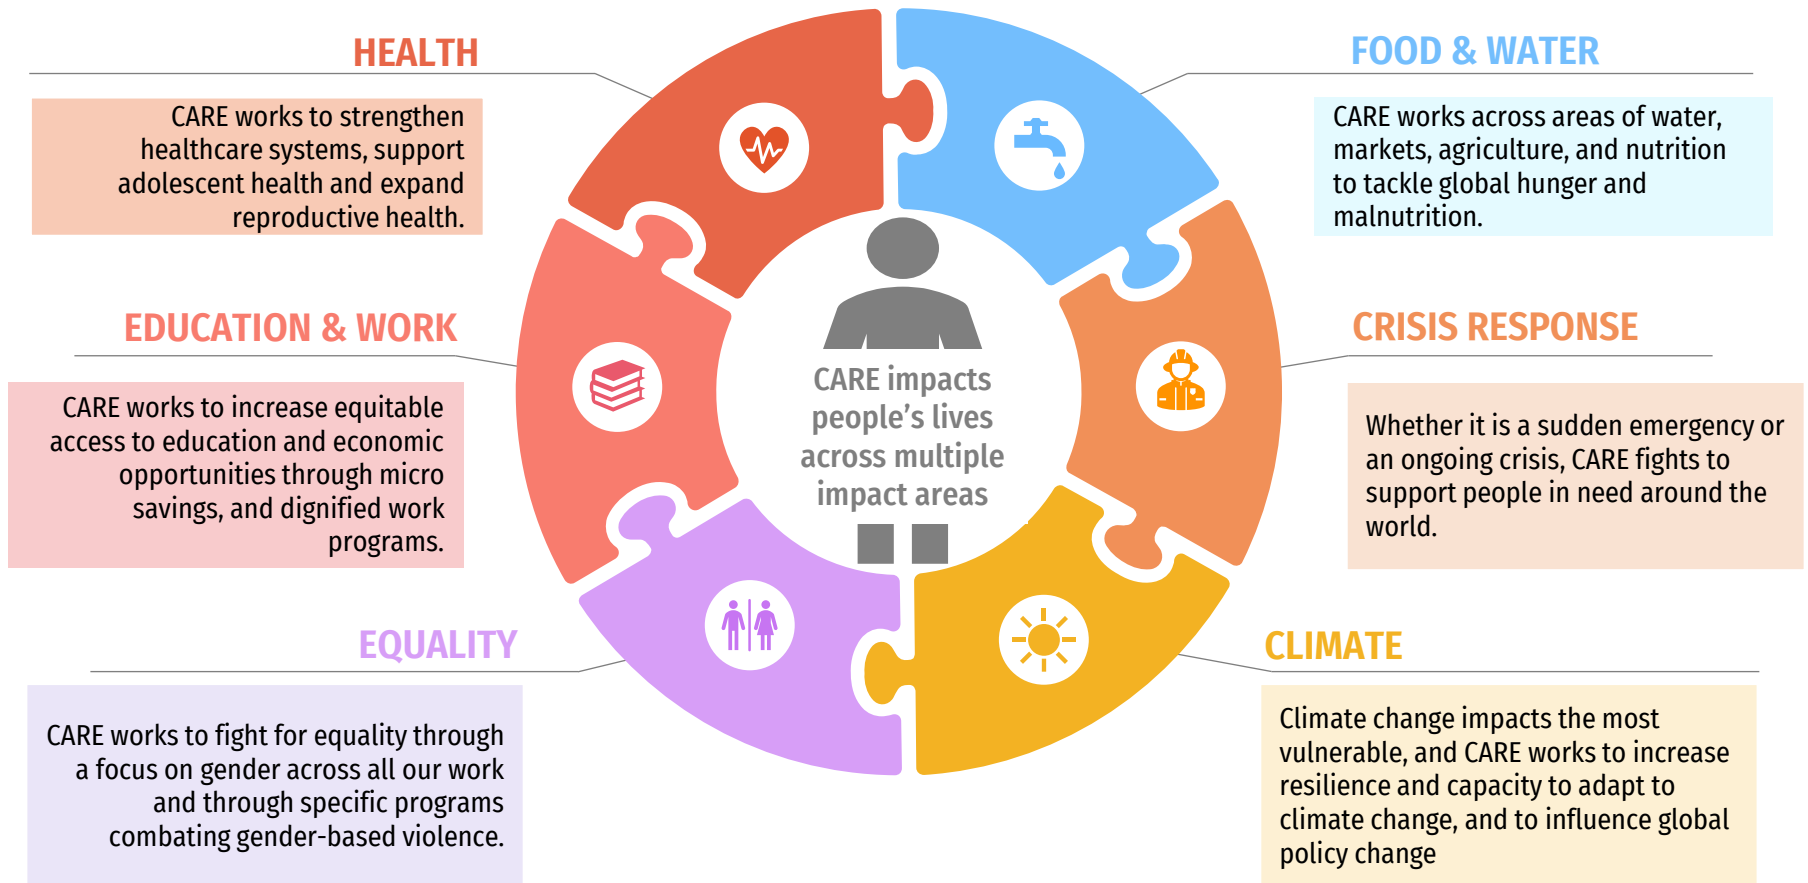 HEALTH
CARE works to strengthen
healthcare systems, support
adolescent health and expand
reproductive health.
EDUCATION & WORK
CARE works to increase equitable
access to education and economic
opportunities through micro
savings, and dignified work
programs.
EQUALITY
CARE works to fight for equality through
a focus on gender across all our work
and through specific programs
combating gender-based violence.
CARE impacts
people’s lives
across multiple
impact areas
FOOD & WATER
CARE works across areas of water,
markets, agriculture, and nutrition
to tackle global hunger and
malnutrition.
CRISIS RESPONSE
Whether it is a sudden emergency or
an ongoing crisis, CARE fights to
support people in need around the
world.
CLIMATE
Climate change impacts the most
vulnerable, and CARE works to increase
resilience and capacity to adapt to
climate change, and to influence global
policy change